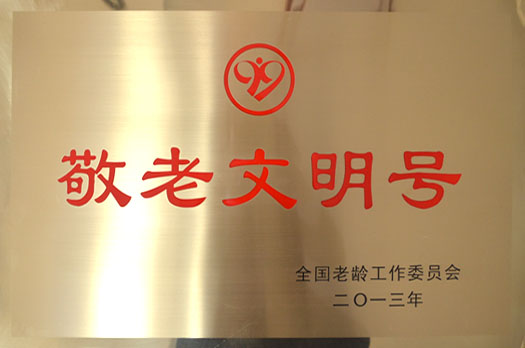 敬老文明号
全国老龄工作委员会
二〇一三年